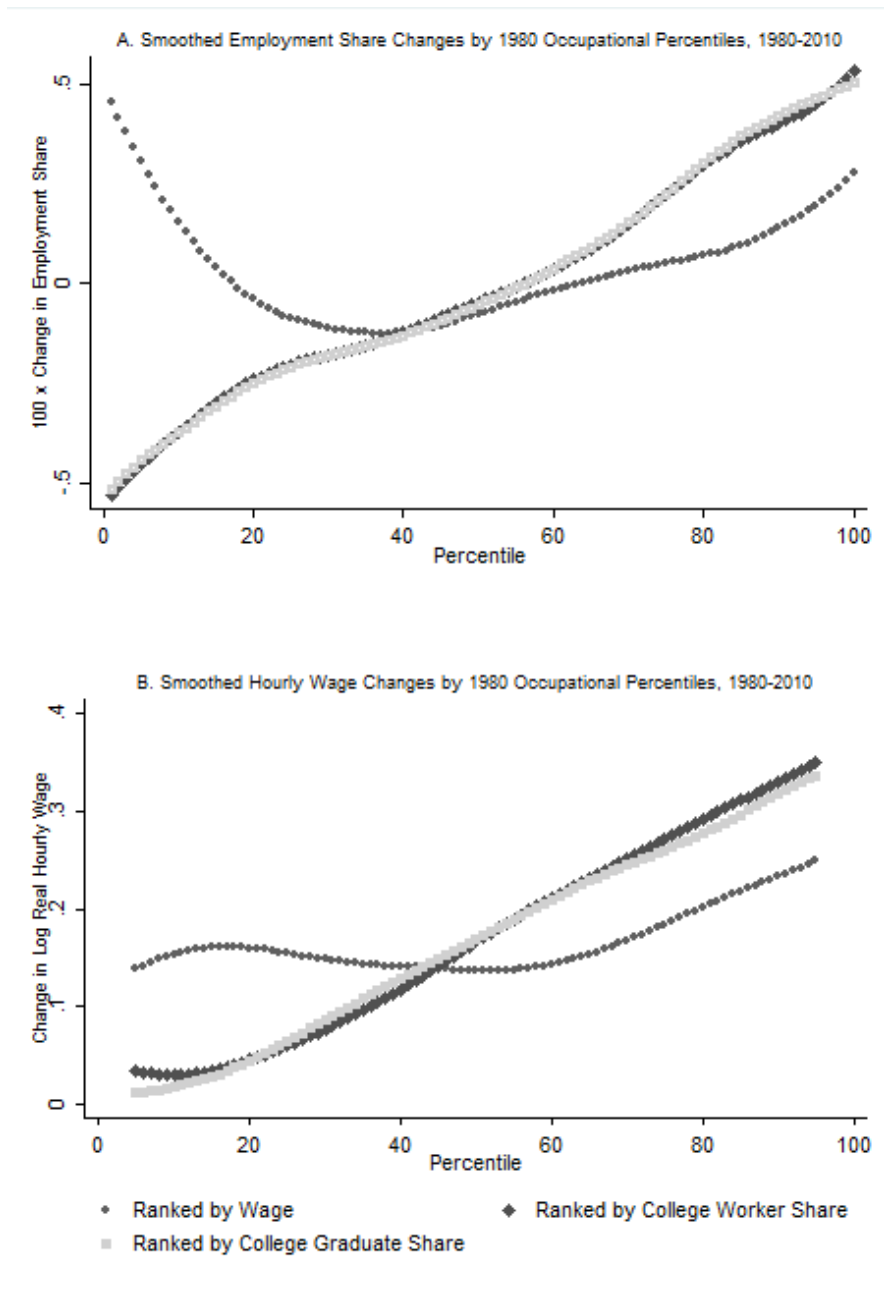 A. Smoothed Employment Share Changes by 1980 Occupational Percentiles, 1980-2010
100 x Change in Employment Share
.5
0
-.5
0 20 40 60 80 100
Percentile
B. Smoothed Hourly Wage Changes by 1980 Occupational Percentiles, 1980-2010
Change in Log Real Hourly Wage
.4
.3
.2
.1
0
0 20 40 60 80 100
Percentile
Ranked by Wage
Ranked by College Worker Share
Ranked by College Graduate Share